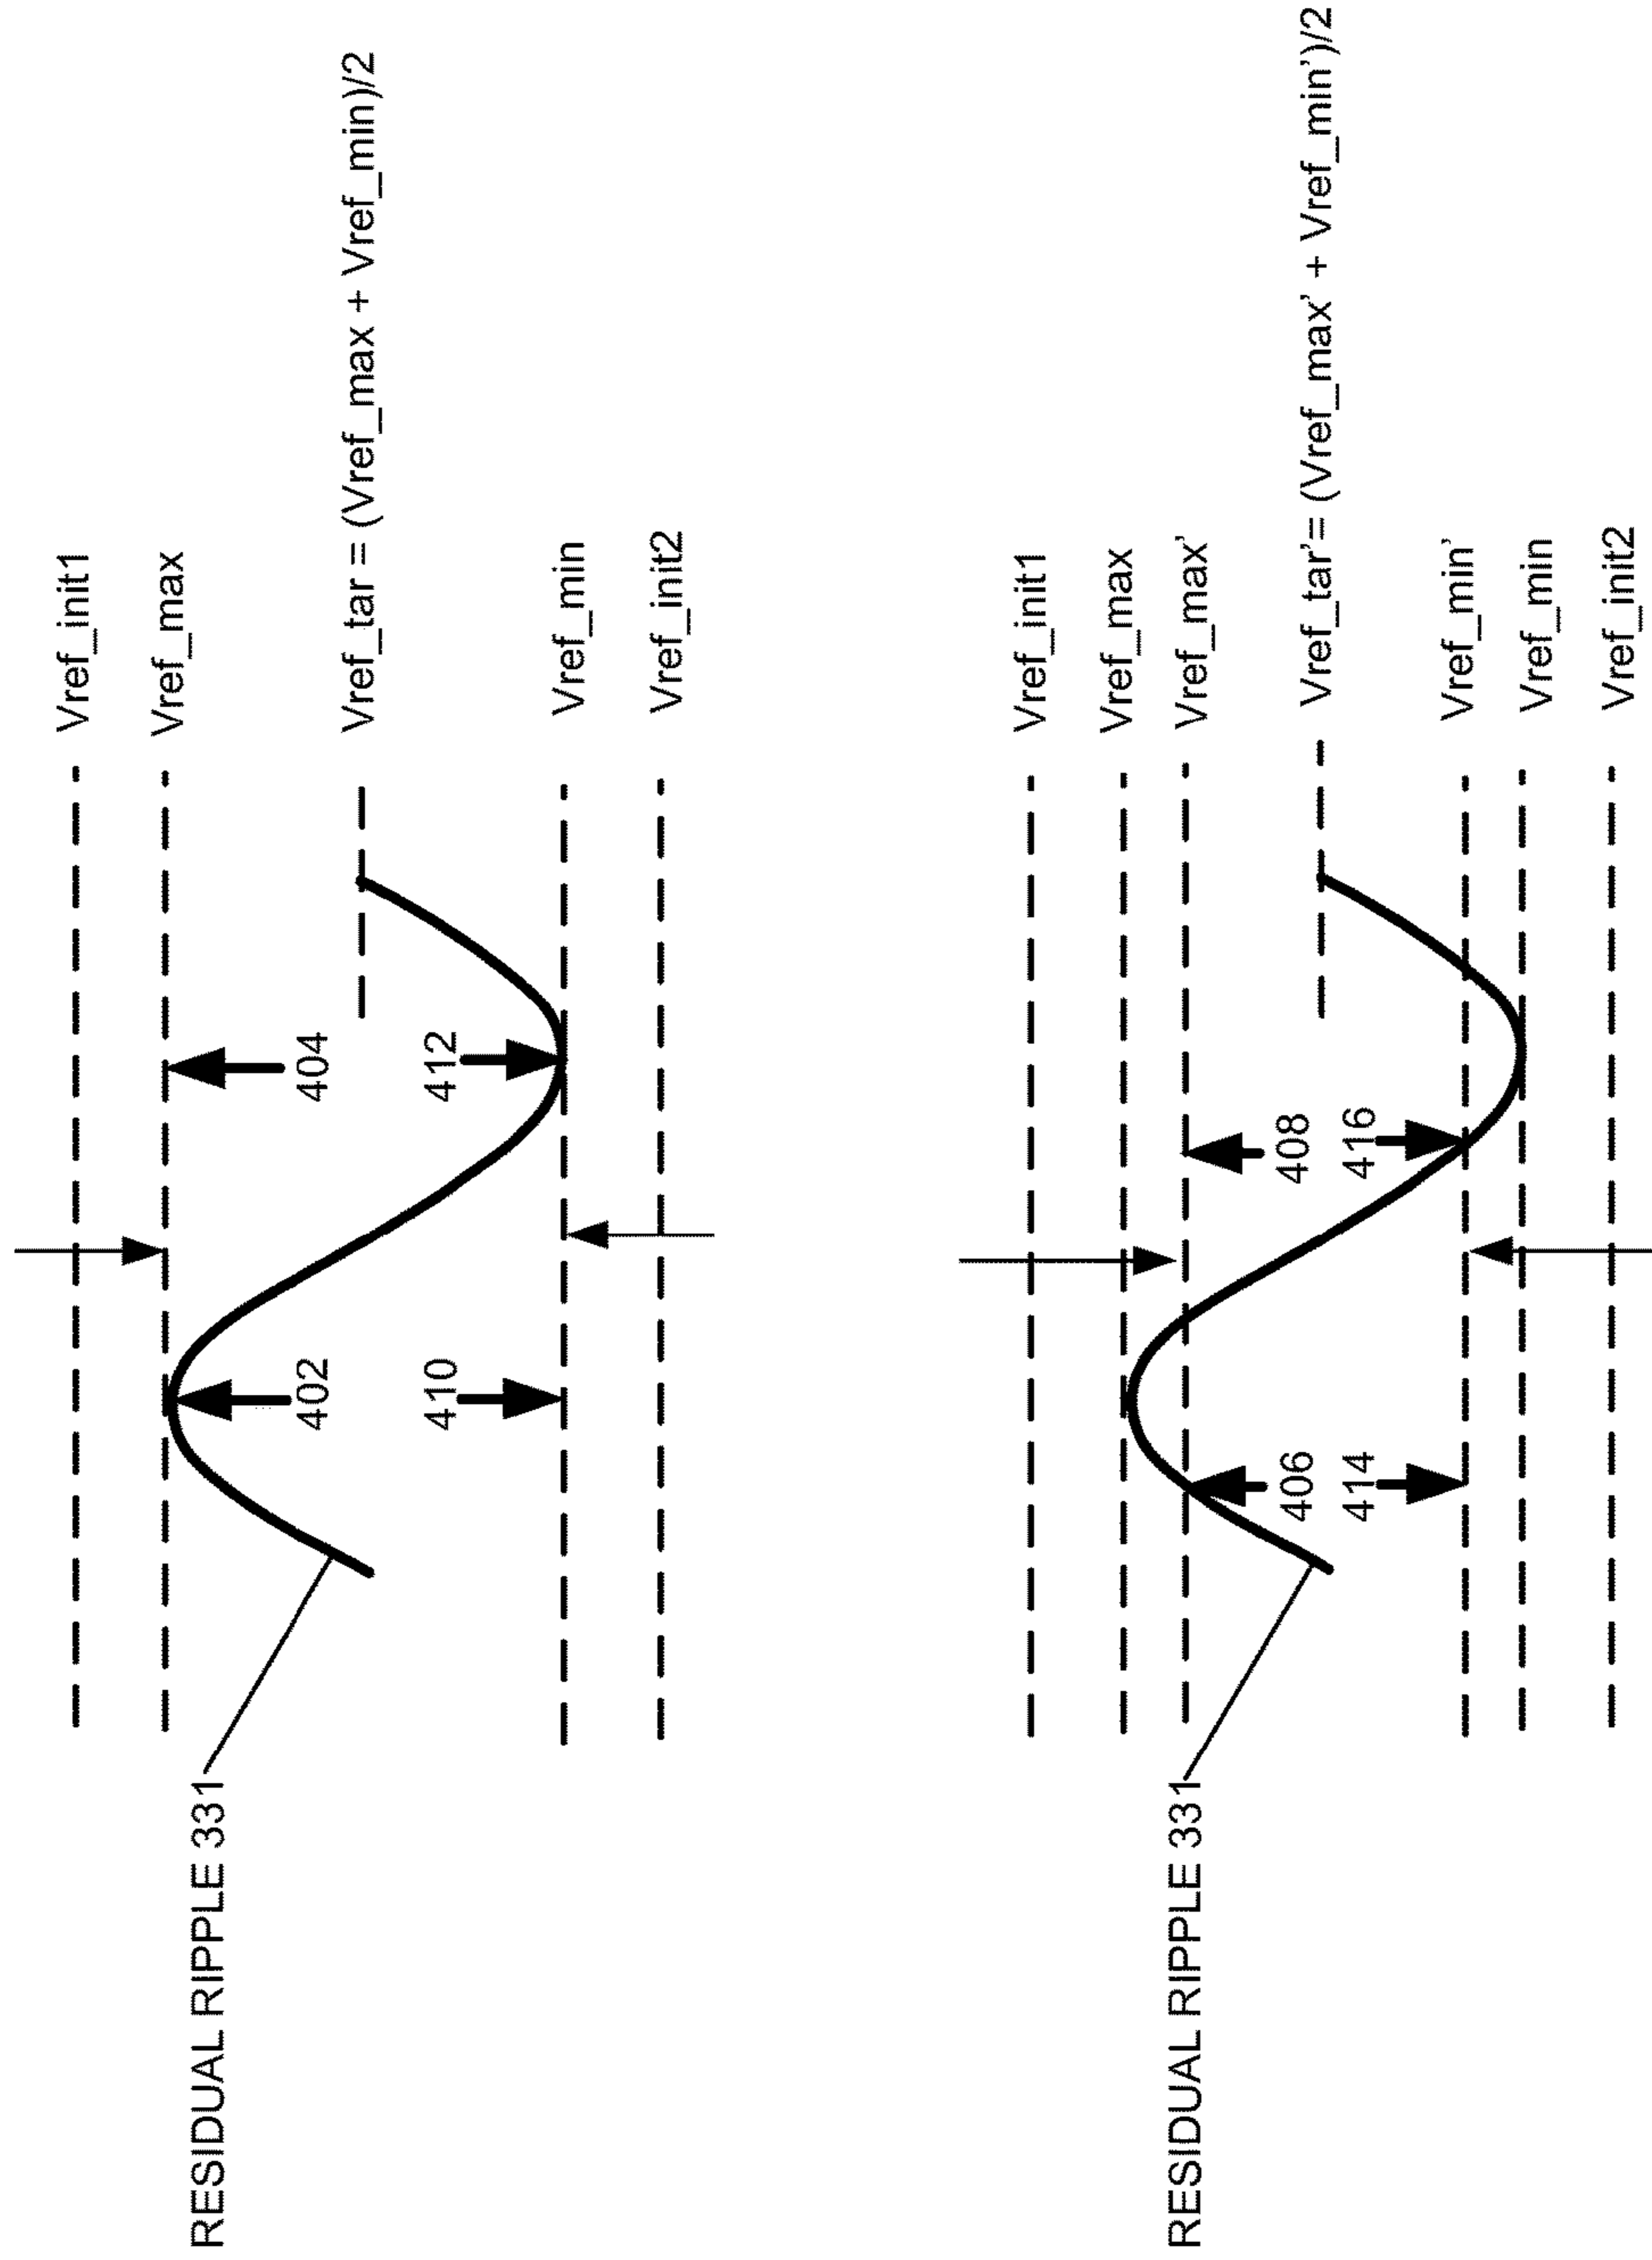 Vref_init1
Vref_max
Vref_tar = (Vref_max + Vref_min)/2
Vref_min
Vref_init2
402
404
410
412
RESIDUAL RIPPLE 331
Vref_init1
Vref_max
Vref_max'
Vref_tar'= (Vref_max' + Vref_min')/2
Vref_min'
Vref_min
Vref_init2
406
408
414
416
RESIDUAL RIPPLE 331